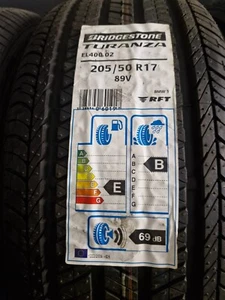 BRIDGESTONE
TURANZA
EL400 02
205/50 R17
89V
RFT
A
B
C
D
E
F
G
E
B
69 dB